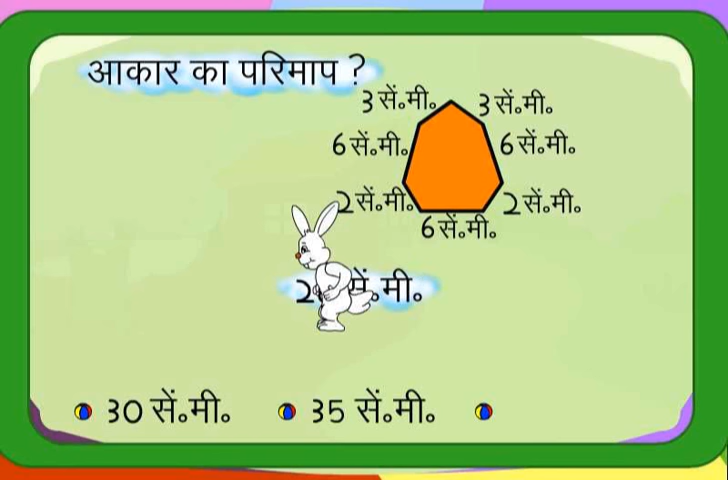 आकार का परिमाप ?
3 सें॰मी॰ 3 सें॰मी॰
6 सें॰मी॰ 6 सें॰मी॰
2 सें॰मी॰ 2 सें॰मी॰
6 सें॰मी॰
मी॰
30 सें॰मी॰ 35 सें॰मी॰